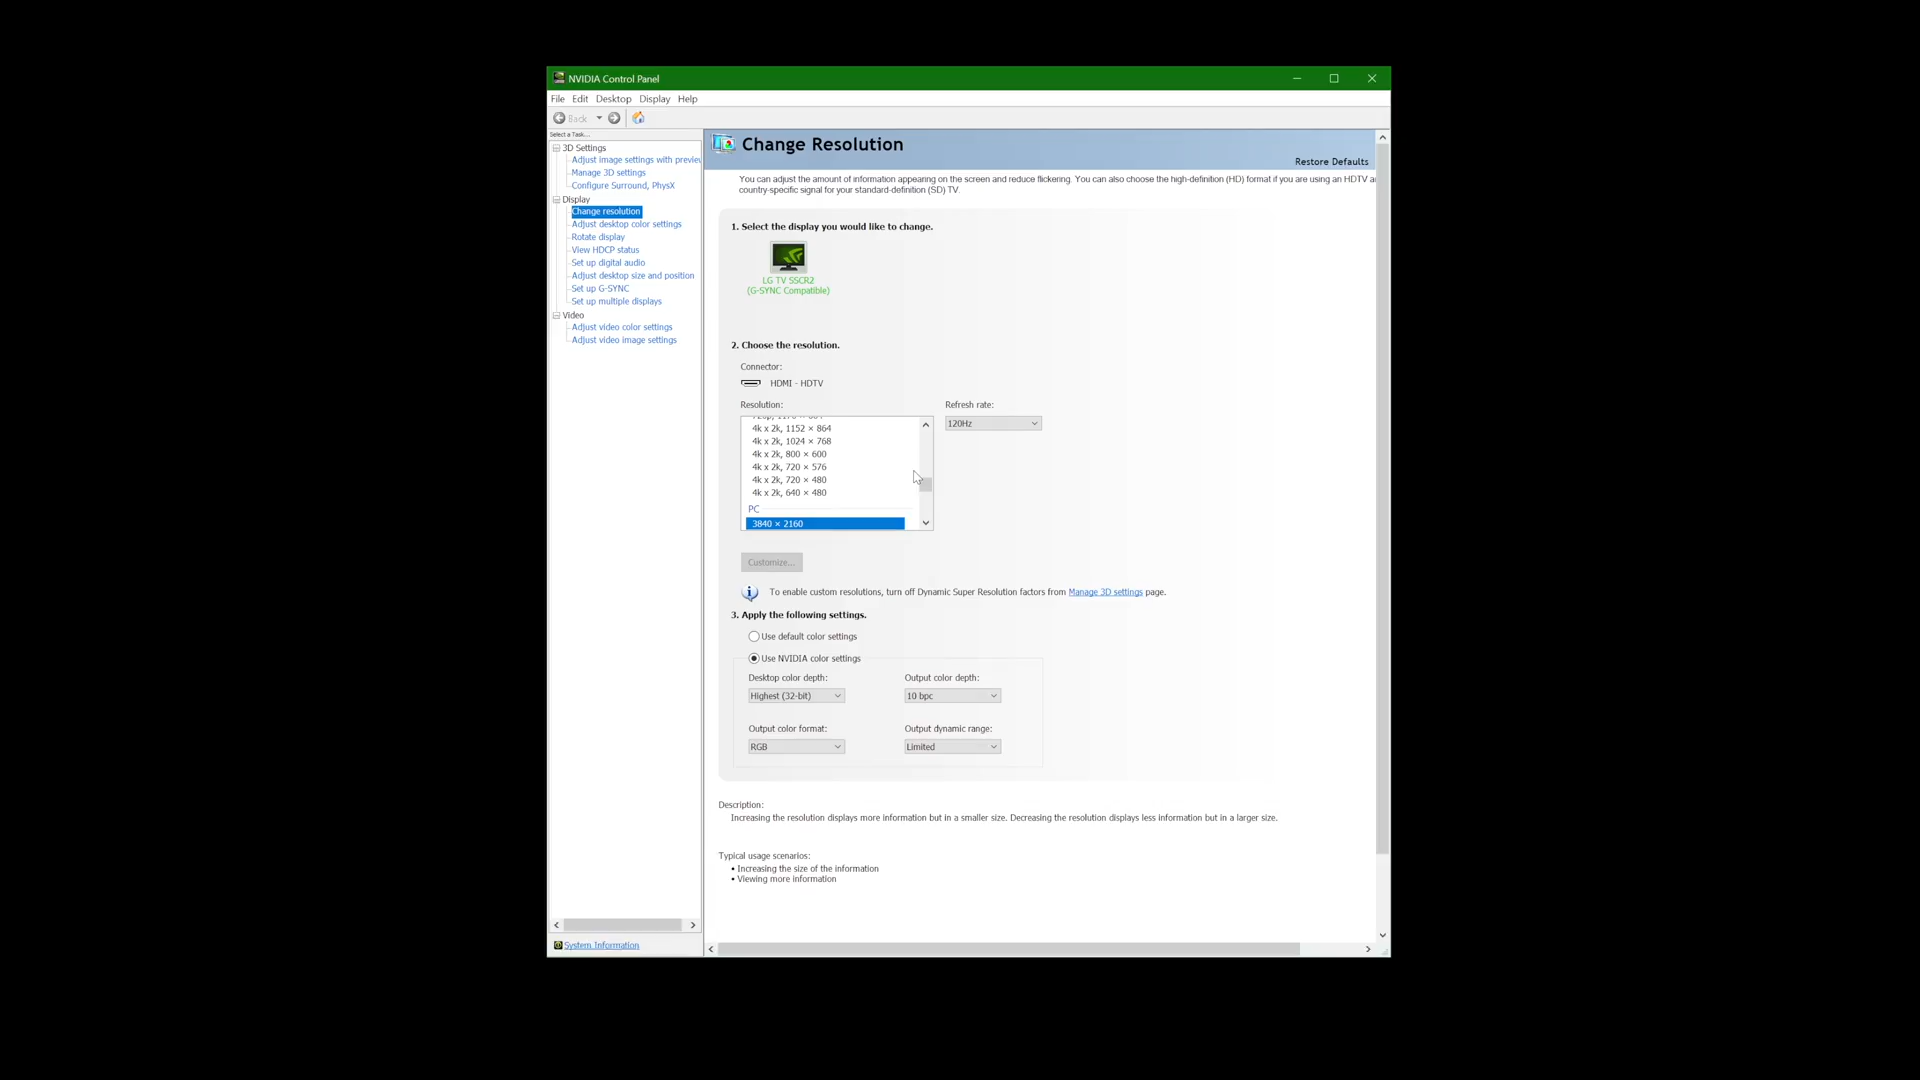 NVIDIA Control Panel
File Edit Desktop Display Help
Back
Select a Task...
3D Settings
Adjust image settings with preview
Manage 3D settings
Configure Surround, PhysX
Display
Change resolution
Adjust desktop color settings
Rotate display
View HDCP status
Set up digital audio
Adjust desktop size and position
Set up G-SYNC
Set up multiple displays
Video
Adjust video color settings
Adjust video image settings
System Information
Change Resolution
Restore Defaults
You can adjust the amount of information appearing on the screen and reduce flickering. You can also choose the high-definition (HD) format if you are using an HDTV
country-specific signal for your standard-definition (SD) TV.
1. Select the display you would like to change.
LG TV SSCR2
(G-SYNC Compatible)
2. Choose the resolution.
Connector:
HDMI - HDTV
Resolution:
Refresh rate:
120Hz
4k x 2k, 1152 × 864
4k x 2k, 1024 × 768
4k x 2k, 800 × 600
4k x 2k, 720 × 576
4k x 2k, 720 × 480
4k x 2k, 640 × 480
PC
3840 × 2160
Customize...
To enable custom resolutions, turn off Dynamic Super Resolution factors from Manage 3D settings page.
3. Apply the following settings.
Use default color settings
Use NVIDIA color settings
Desktop color depth: Output color depth:
Highest (32-bit) 10 bpc
Output color format: Output dynamic range:
RGB Limited
Description:
Increasing the resolution displays more information but in a smaller size. Decreasing the resolution displays less information but in a larger size.
Typical usage scenarios:
• Increasing the size of the information
• Viewing more information